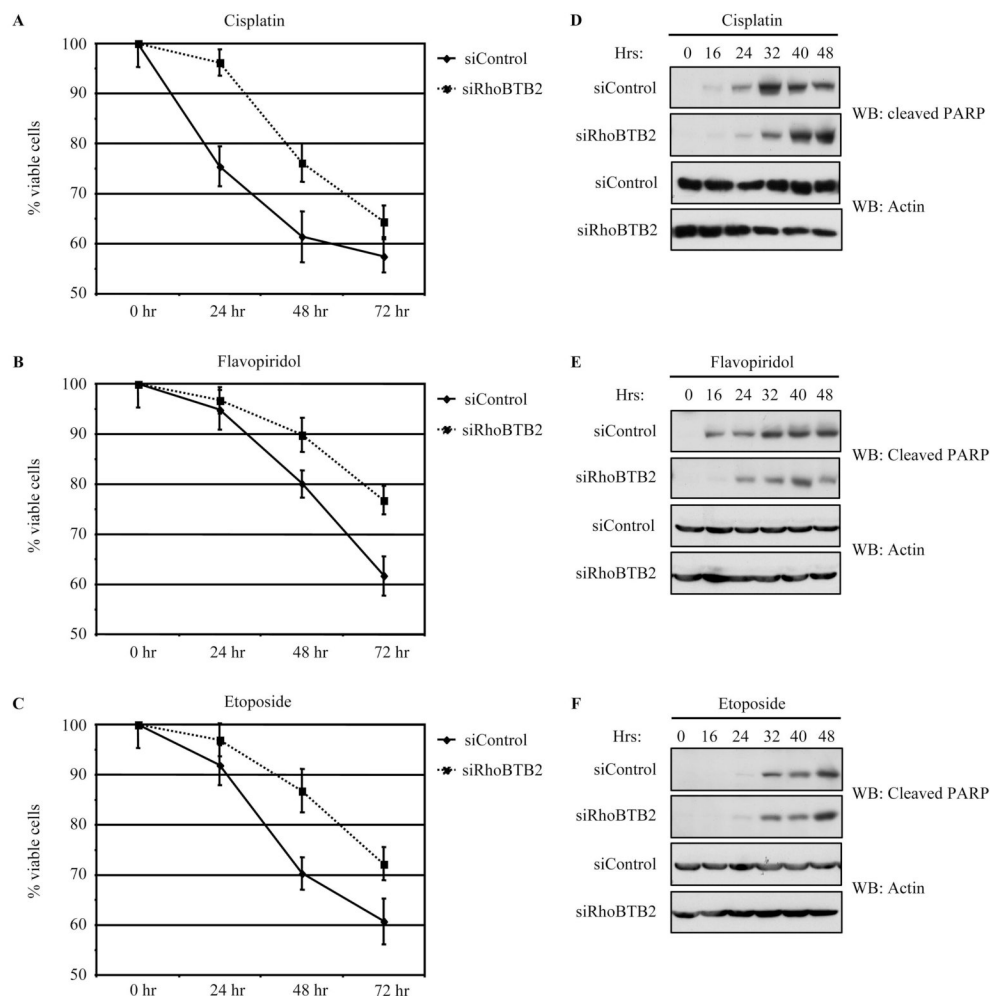 A
Cisplatin
100
90
80
70
60
50
% viable cells
0 hr
24 hr
48 hr
72 hr
siControl
siRhoBTB2
B
Flavopiridol
100
90
80
70
60
50
% viable cells
0 hr
24 hr
48 hr
72 hr
siControl
siRhoBTB2
C
Etoposide
100
90
80
70
60
50
% viable cells
0 hr
24 hr
48 hr
72 hr
siControl
siRhoBTB2
D
Cisplatin
Hrs: 0 16 24 32 40 48
siControl
WB: cleaved PARP
siRhoBTB2
siControl
WB: Actin
siRhoBTB2
E
Flavopiridol
Hrs: 0 16 24 32 40 48
siControl
WB: Cleaved PARP
siRhoBTB2
siControl
WB: Actin
siRhoBTB2
F
Etoposide
Hrs: 0 16 24 32 40 48
siControl
WB: Cleaved PARP
siRhoBTB2
siControl
WB: Actin
siRhoBTB2